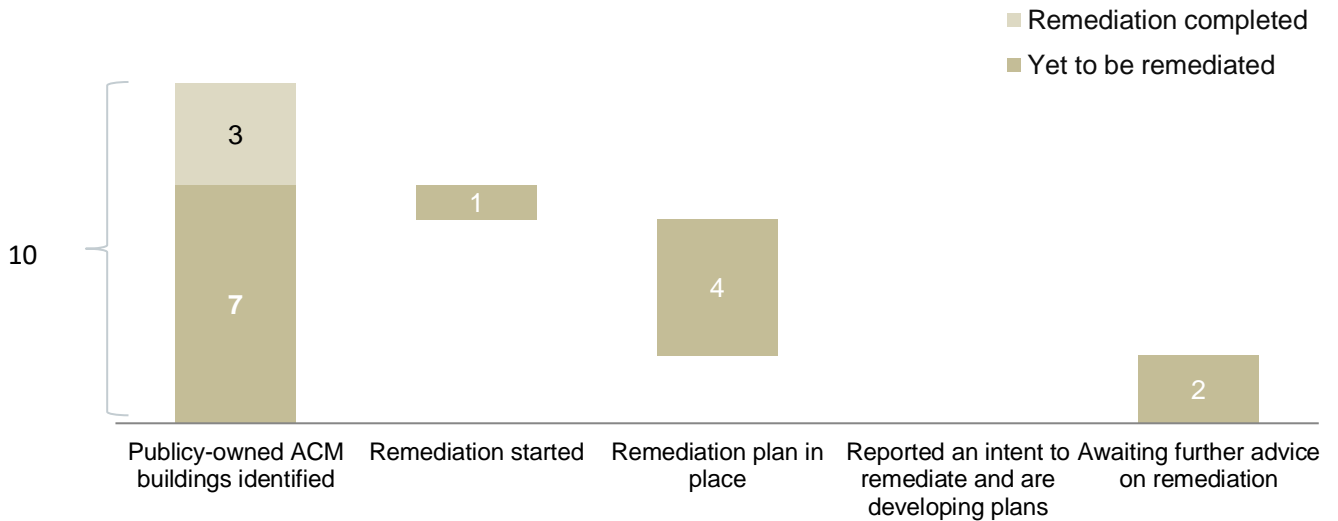 Remediation completed
Yet to be remediated
3
1
10
4
7
2
Publicy-owned ACM
buildings identified
Remediation started
Remediation plan in
place
Reported an intent to
remediate and are
developing plans
Awaiting further advice
on remediation